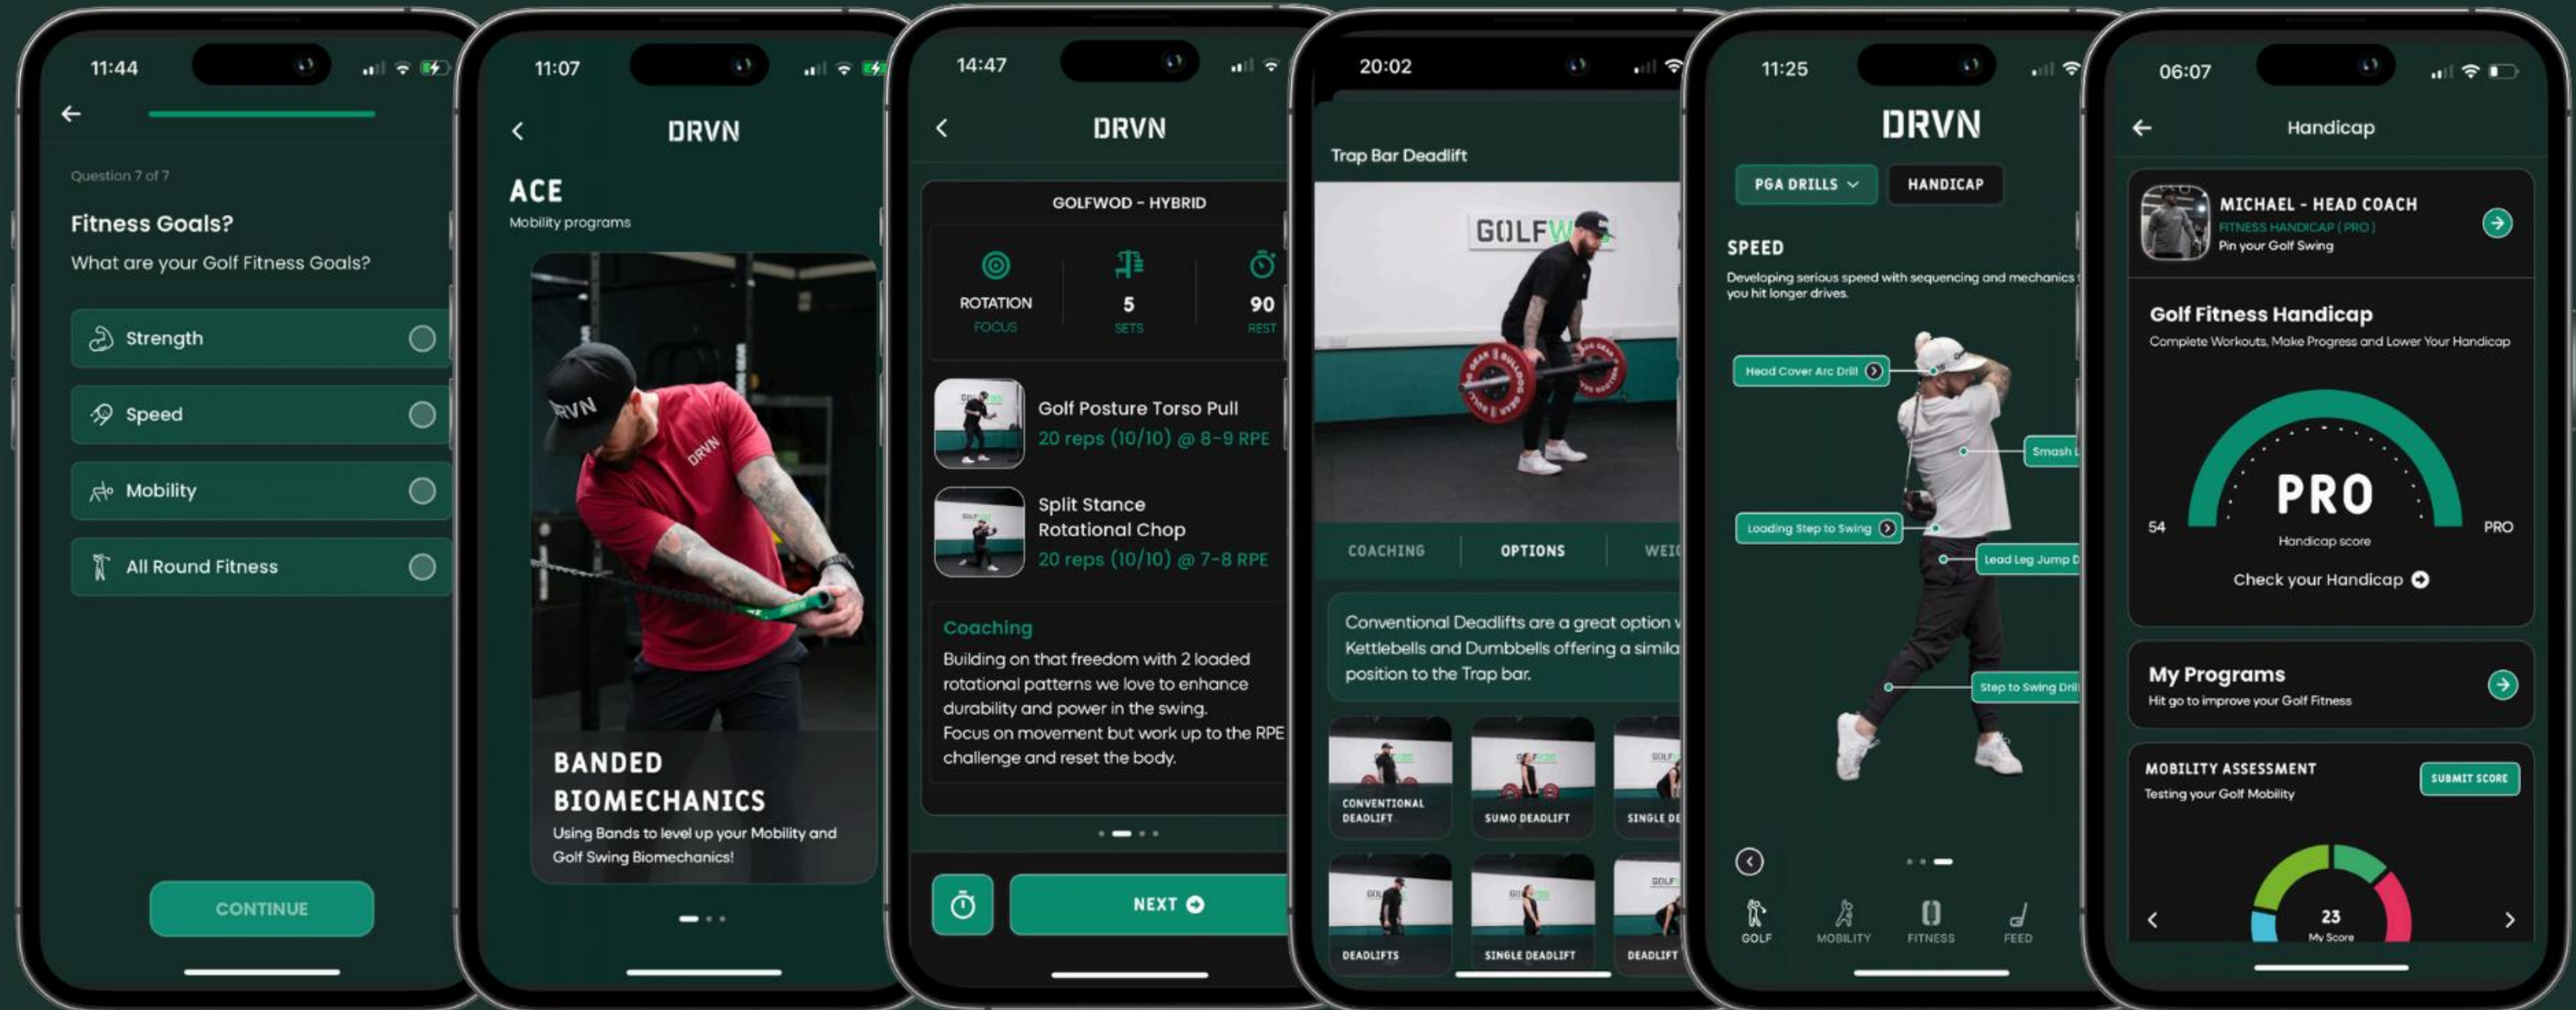 11:44
Question 7 of 7
Fitness Goals?
What are your Golf Fitness Goals?
Strength
Speed
Mobility
All Round Fitness
CONTINUE
11:07
DRVN
ACE
Mobility programs
DRVN
BANDED
BIOMECHANICS
Using Bands to level up your Mobility and
Golf Swing Biomechanics!
14:47
DRVN
GOLFWOD - HYBRID
ROTATION
FOCUS
5
SETS
90
REST
Golf Posture Torso Pull
20 reps (10/10) @ 8-9 RPE
Split Stance
Rotational Chop
20 reps (10/10) @ 7-8 RPE
Coaching
Building on that freedom with 2 loaded
rotational patterns we love to enhance
durability and power in the swing.
Focus on movement but work up to the RPE
challenge and reset the body.
NEXT
20:02
Trap Bar Deadlift
GOLFW
COACHING
OPTIONS
Conventional Deadlifts are a great option
Kettlebells and Dumbbells offering a
position to the Trap bar.
CONVENTIONAL
DEADLIFT
SUMO DEADLIFT
SINGLE
DEADLIFTS
SINGLE DEADLIFT
DEADLIFT
11:25
DRVN
PGA DRILLS
HANDICAP
SPEED
Developing serious speed with sequencing and mechanics
you hit longer drives.
Head Cover Arc Drill
Smash
Loading Step to Swing
Lead Leg Jump
Step to Swing
GOLF
MOBILITY
FITNESS
FEED
06:07
Handicap
MICHAEL - HEAD COACH
FITNESS HANDICAP (PRO)
Pin your Golf Swing
Golf Fitness Handicap
Complete Workouts, Make Progress and Lower Your Handicap
PRO
54
PRO
Handicap score
Check your Handicap
My Programs
Hit go to improve your Golf Fitness
MOBILITY ASSESSMENT
SUBMIT SCORE
Testing your Golf Mobility
23
My Score